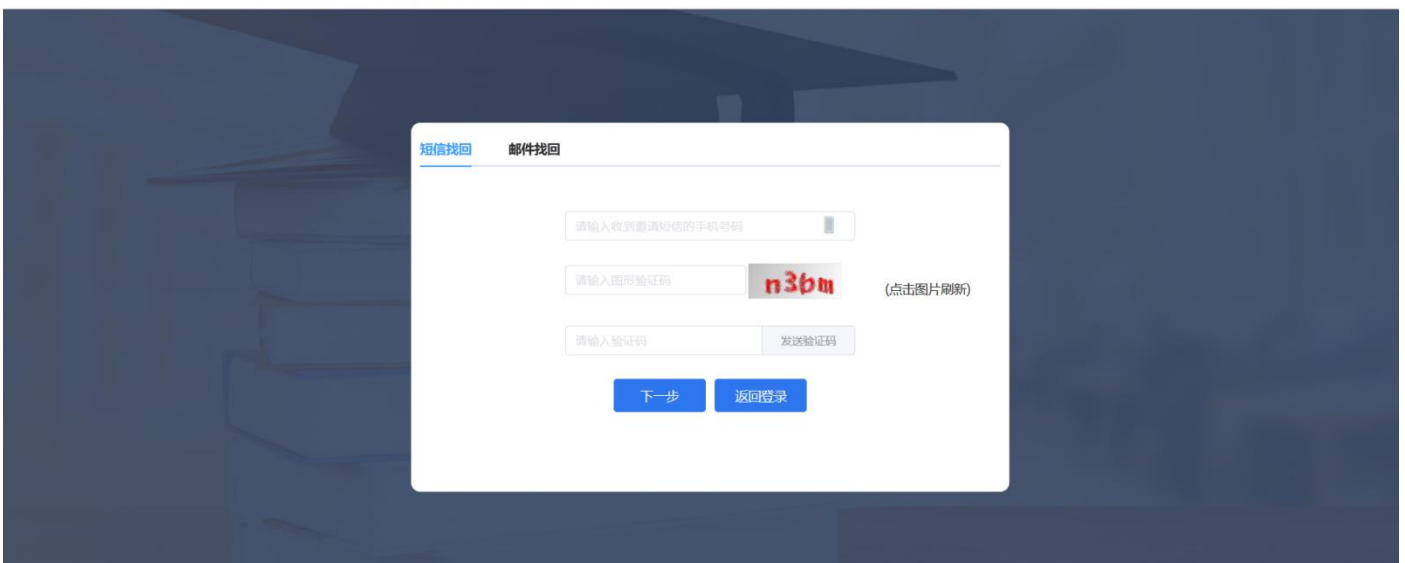 短信找回 邮件找回
请输入收到邀请短信的手机号码
请输入图形验证码 n3bm (点击图片刷新)
请输入验证码 发送验证码
下一步 返回登录